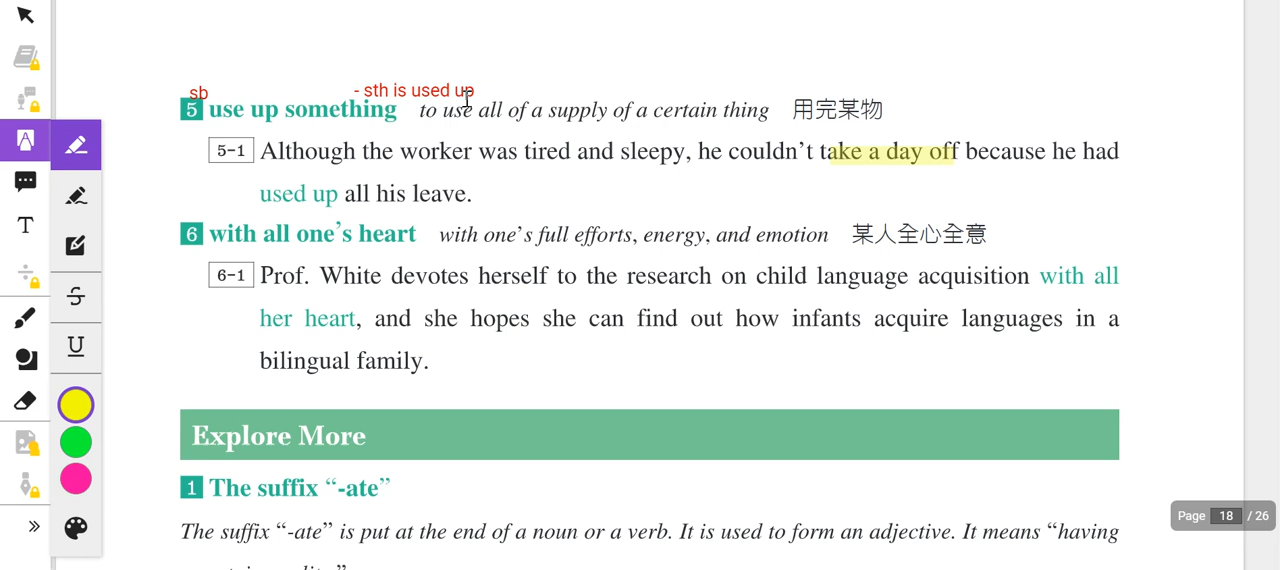 sb
- sth is used up
5 use up something to use all of a supply of a certain thing 用完某物
5-1 Although the worker was tired and sleepy, he couldn't take a day off because he had
used up all his leave.
6 with all one's heart with one's full efforts, energy, and emotion 某人全心全意
6-1 Prof. White devotes herself to the research on child language acquisition with all
her heart, and she hopes she can find out how infants acquire languages in a
bilingual family.
Explore More
1 The suffix “-ate”
The suffix “-ate” is put at the end of a noun or a verb. It is used to form an adjective. It means “having
Page 18 / 26